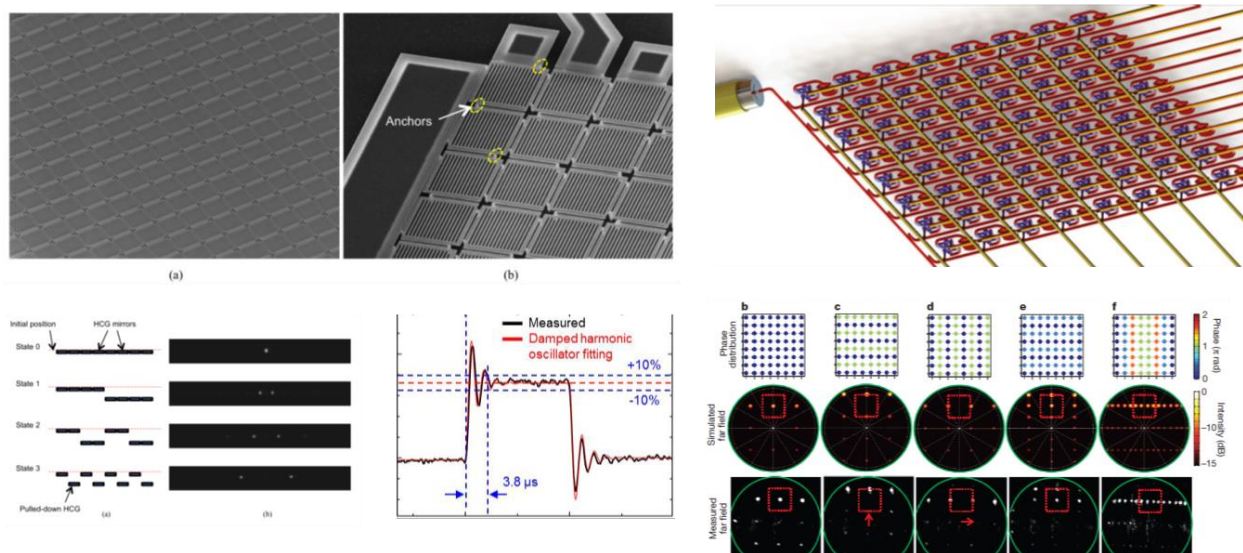 Anchors
(a)
(b)
Initial position
HCG mirrors
State 0
State 1
State 2
State 3
Pulled-down HCG
(a)
(b)
Measured
Damped harmonic
oscillator fitting
+10%
-10%
3.8 μs
b
c
d
e
f
Phase
distribution
2
1
0
Phase (π rad)
Simulated
far field
0
–5
–10
–15
Intensity (dB)
Measured
far field